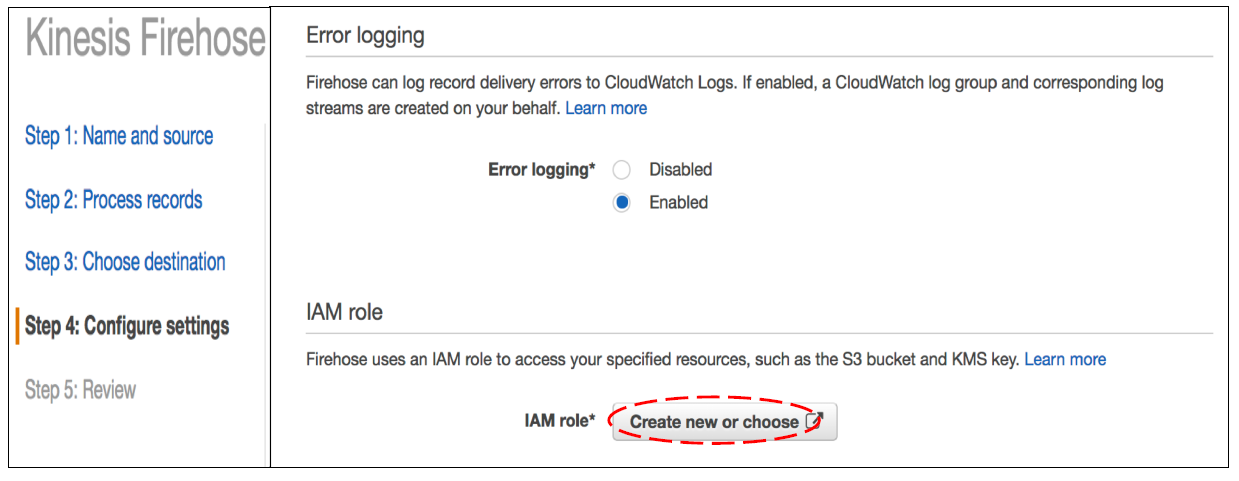 Kinesis Firehose
Step 1: Name and source
Step 2: Process records
Step 3: Choose destination
Step 4: Configure settings
Step 5: Review
Error logging
Firehose can log record delivery errors to CloudWatch Logs. If enabled, a CloudWatch log group and corresponding log
streams are created on your behalf. Learn more
Error logging* Disabled
Enabled
IAM role
Firehose uses an IAM role to access your specified resources, such as the S3 bucket and KMS key. Learn more
IAM role* Create new or choose